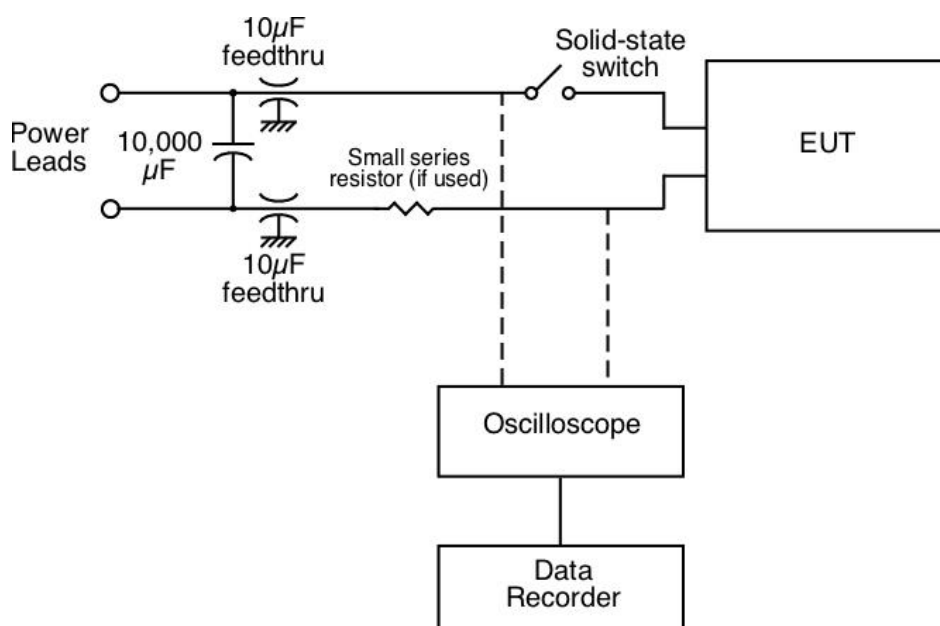 10µF
feedthru
Solid-state
switch
Power
Leads
10,000
µF
Small series
resistor (if used)
EUT
10µF
feedthru
Oscilloscope
Data
Recorder